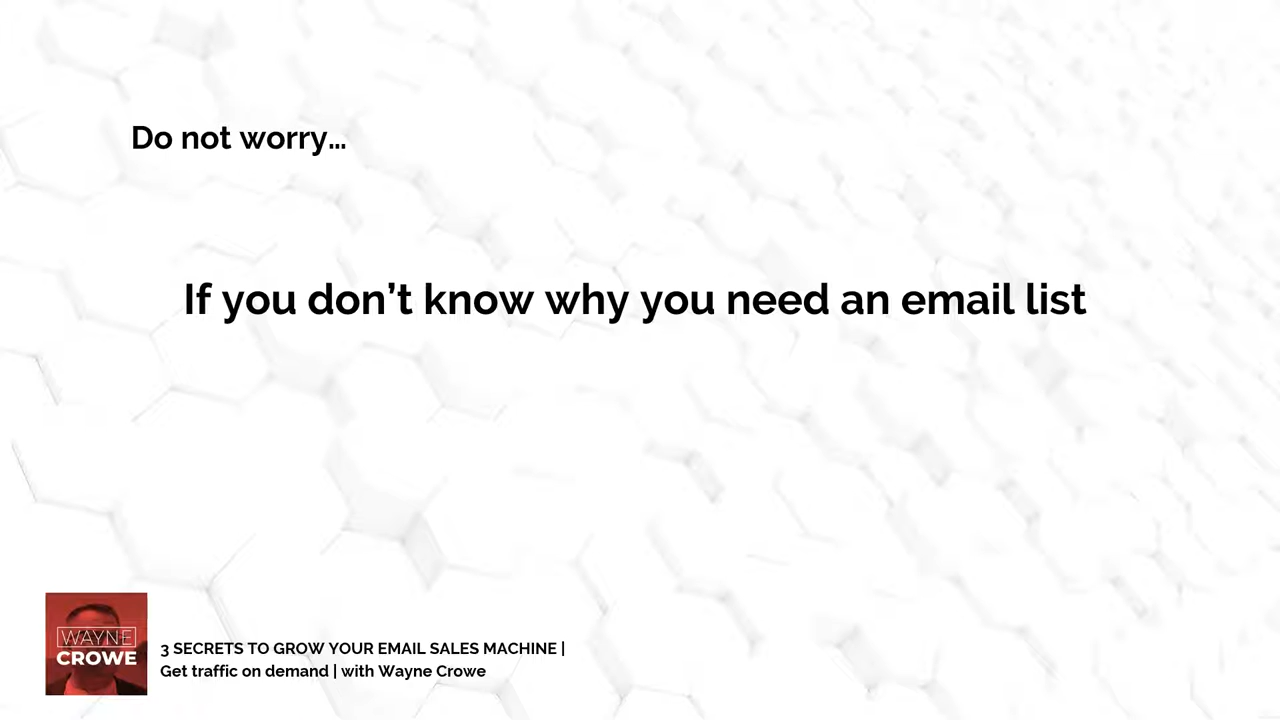 Do not worry...
If you don’t know why you need an email list
WAYNE
CROWE
3 SECRETS TO GROW YOUR EMAIL SALES MACHINE |
Get traffic on demand | with Wayne Crowe